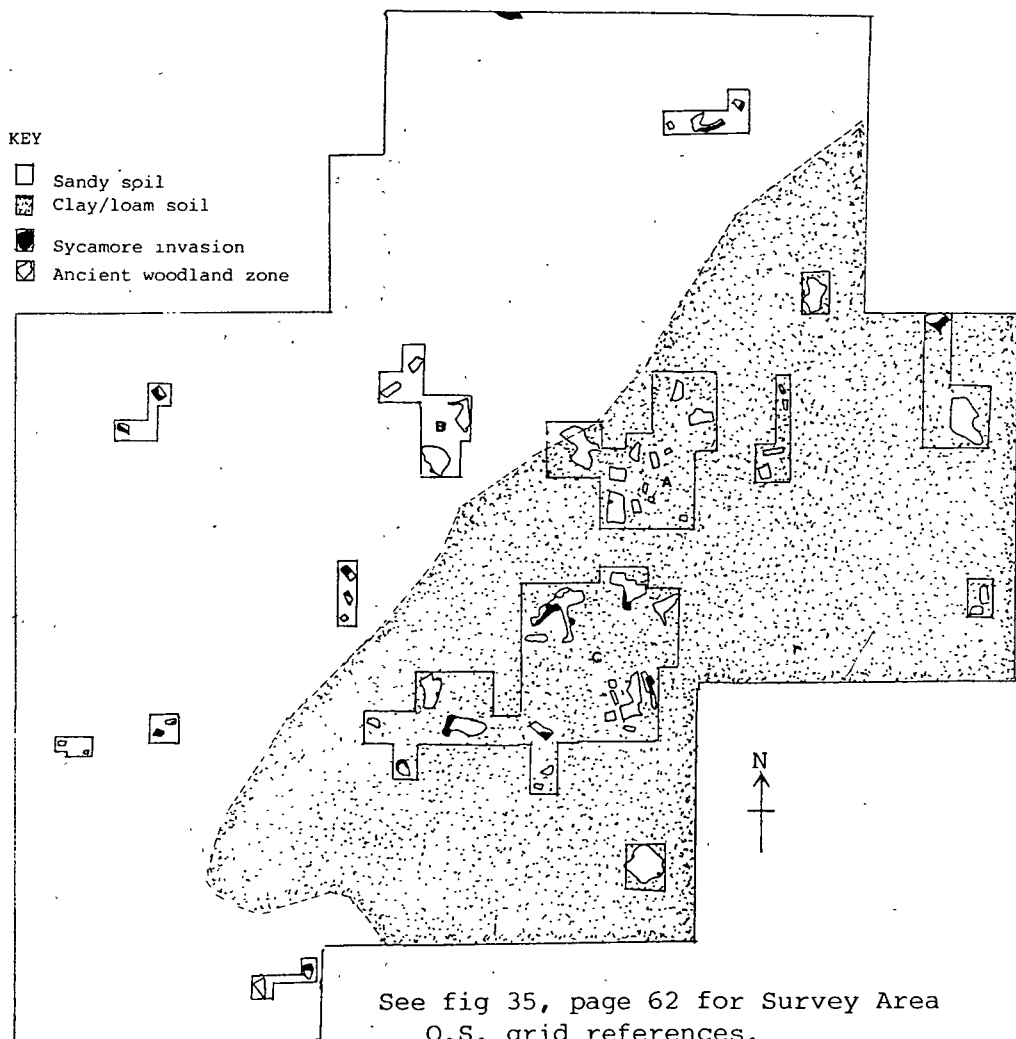 KEY
Sandy soil
Clay/loam soil
Sycamore invasion
Ancient woodland zone
B
A
C
N
See fig 35, page 62 for Survey Area
O.S. grid references.